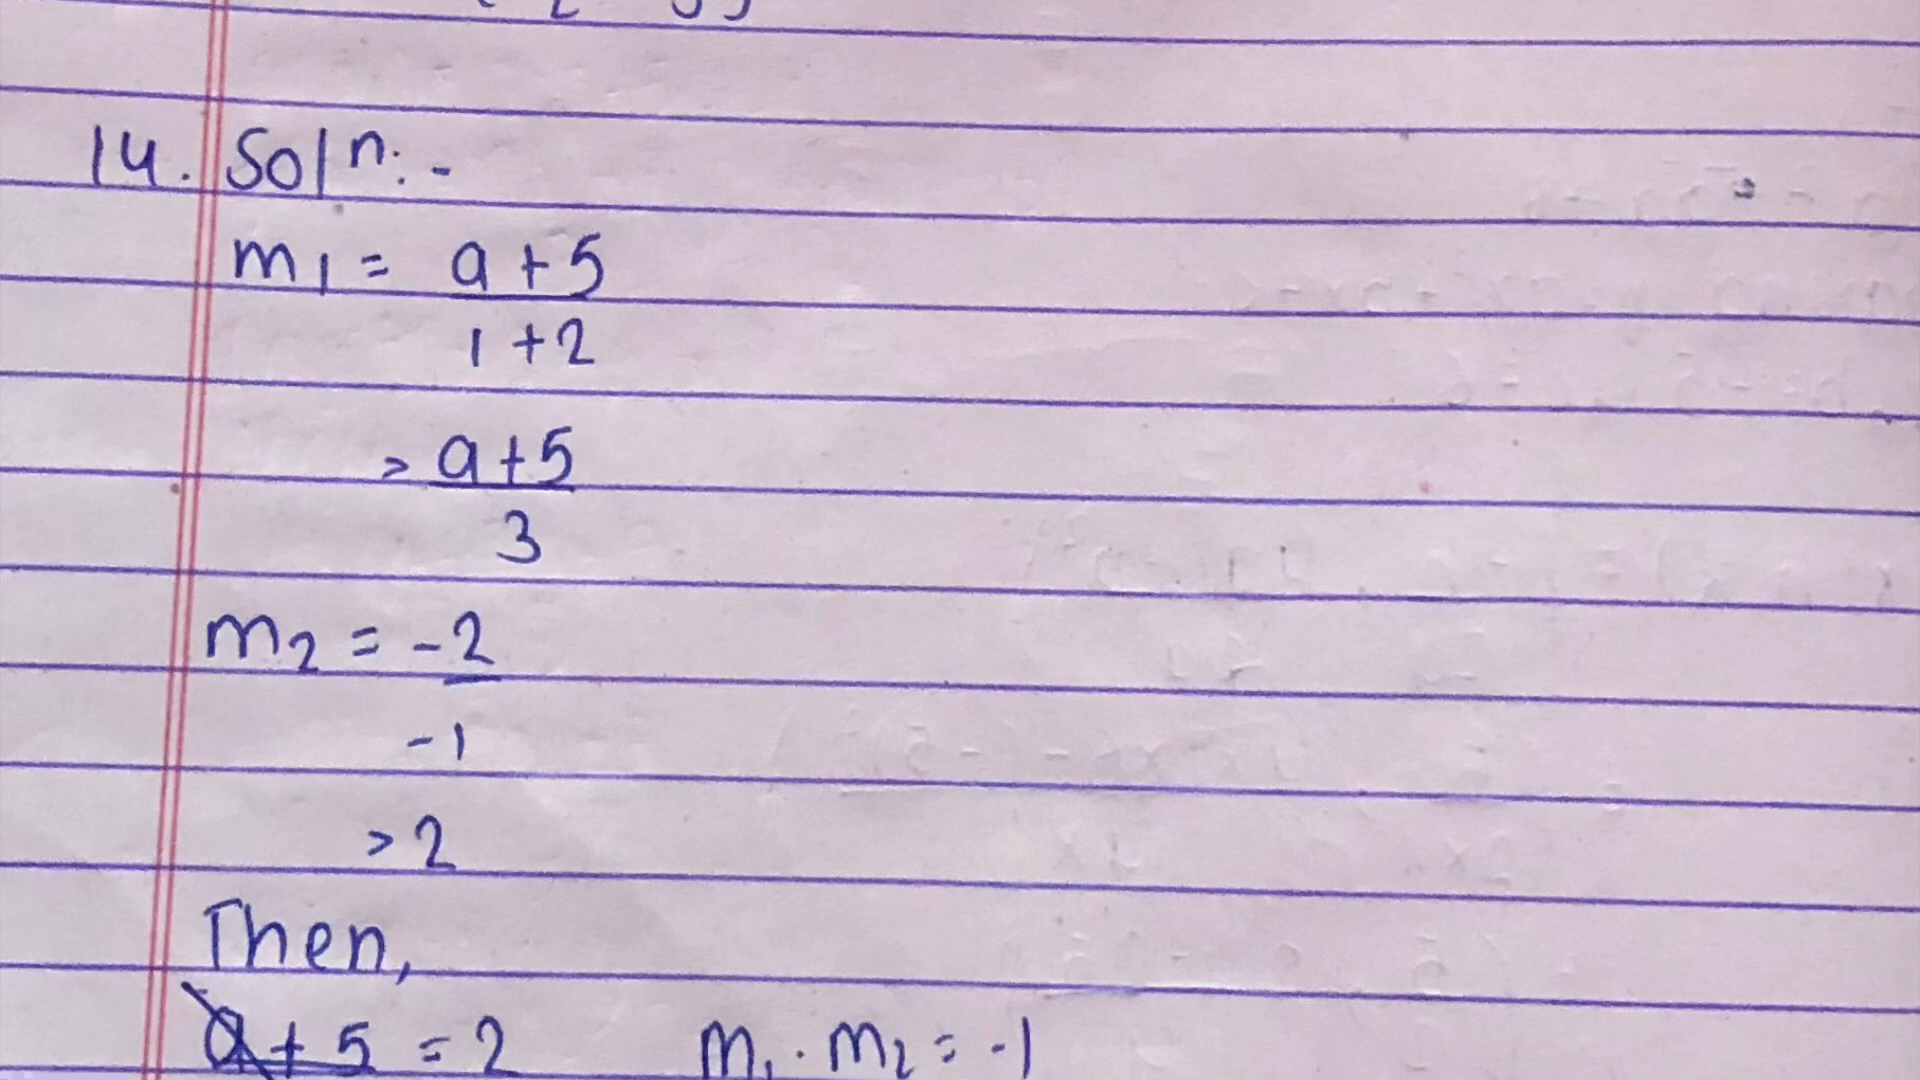 14. Soln:-
m1 = a+5
1+2
> a+5
3
m2 = -2
-1
>2
Then,
a+5 = 2 m1 . m2 = -1